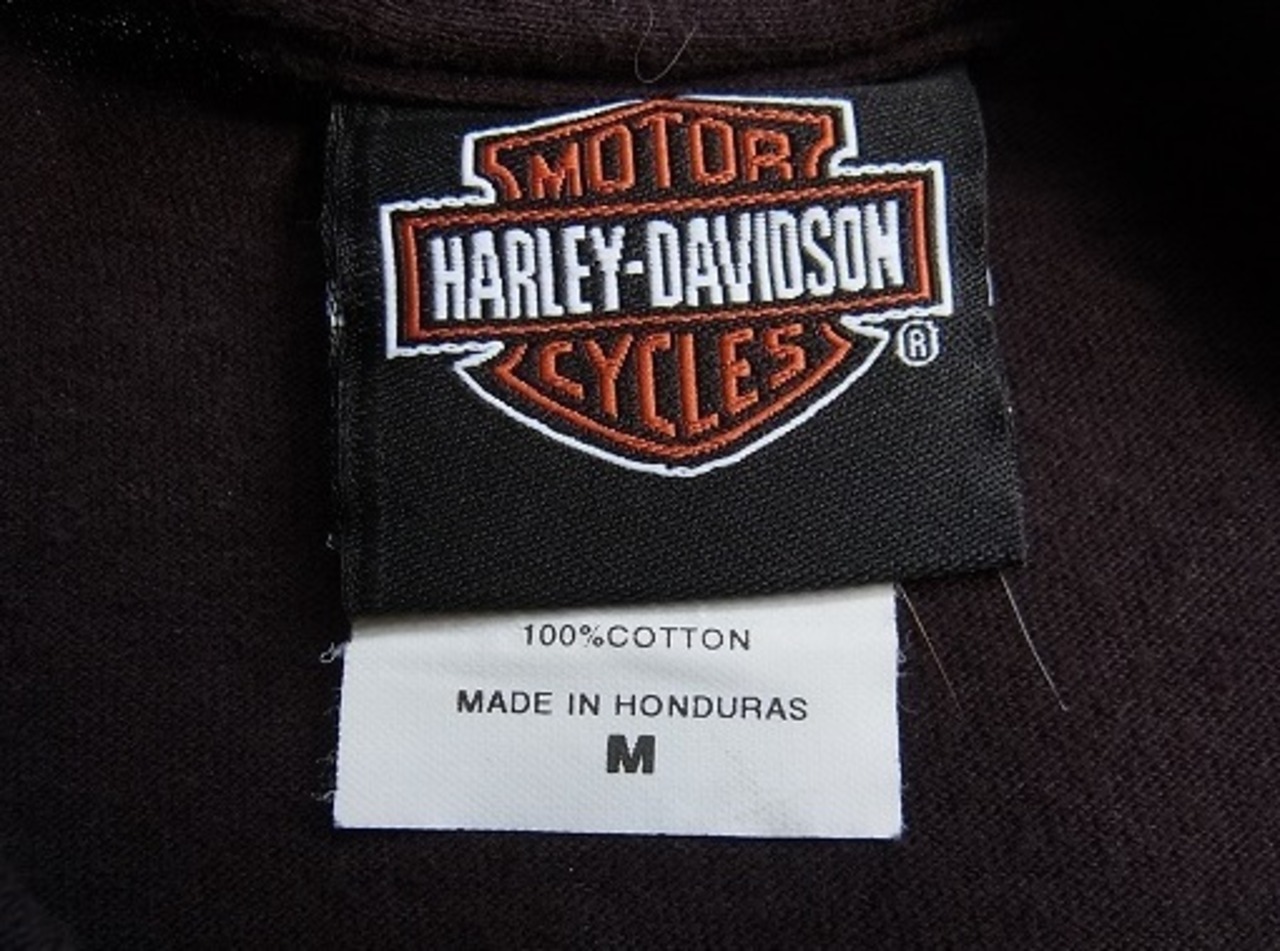 MOTOR
HARLEY-DAVIDSON
CYCLES
®
100%COTTON
MADE IN HONDURAS
M